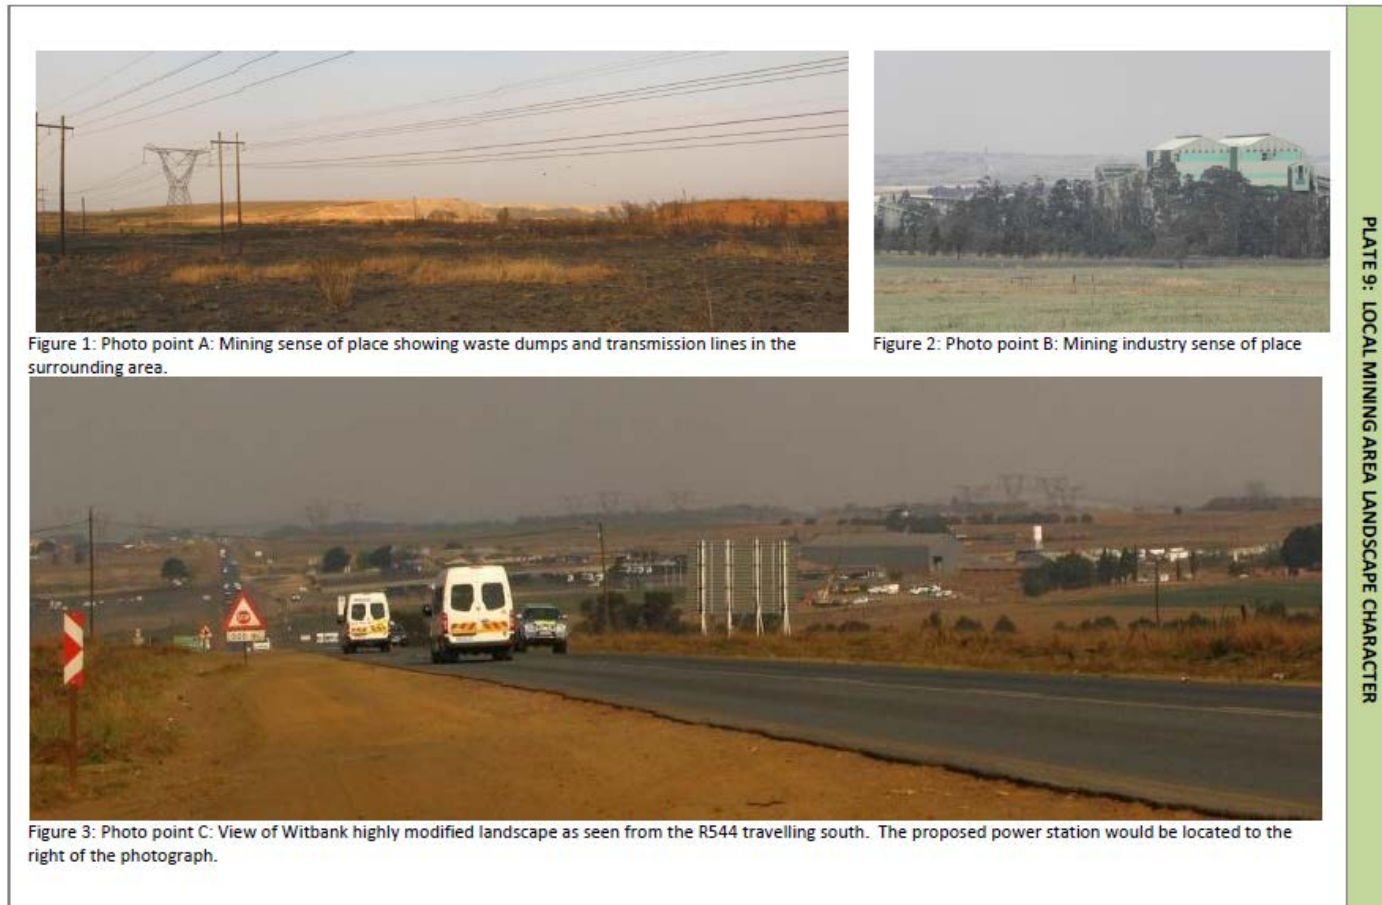 Figure 1: Photo point A: Mining sense of place showing waste dumps and transmission lines in the
surrounding area.
Figure 2: Photo point B: Mining industry sense of place
Figure 3: Photo point C: View of Witbank highly modified landscape as seen from the R544 travelling south.  The proposed power station would be located to the
right of the photograph.
PLATE 9:  LOCAL MINING AREA LANDSCAPE CHARACTER